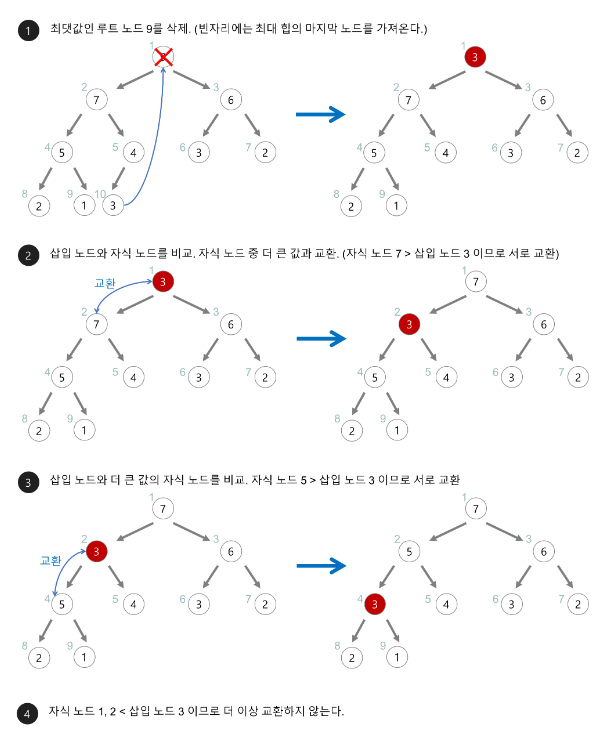 1 최댓값인 루트 노드 9를 삭제. (빈자리에는 최대 힙의 마지막 노드를 가져온다.)
1 1
3
2 7 3 6 2 7 3 6
4 5 5 4 6 3 7 2 4 5 5 4 6 3 7 2
8 2 9 1 10 3 8 2 9 1
2 삽입 노드와 자식 노드를 비교. 자식 노드 중 더 큰 값과 교환. (자식 노드 7 > 삽입 노드 3 이므로 서로 교환)
교환 1 3 1 7
2 7 3 6 2 3 3 6
4 5 5 4 6 3 7 2 4 5 5 4 6 3 7 2
8 2 9 1 8 2 9 1
3 삽입 노드와 더 큰 값의 자식 노드를 비교. 자식 노드 5 > 삽입 노드 3 이므로 서로 교환
1 7 1 7
2 3 3 6 2 5 3 6
교환
4 5 5 4 6 3 7 2 4 3 5 4 6 3 7 2
8 2 9 1 8 2 9 1
4 자식 노드 1, 2 < 삽입 노드 3 이므로 더 이상 교환하지 않는다.